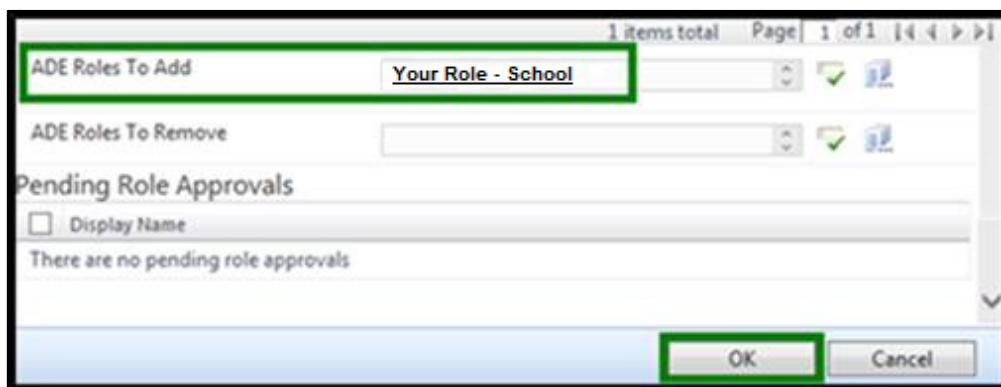 1 items total Page 1 of 1
ADE Roles To Add Your Role - School
ADE Roles To Remove
Pending Role Approvals
Display Name
There are no pending role approvals
OK Cancel